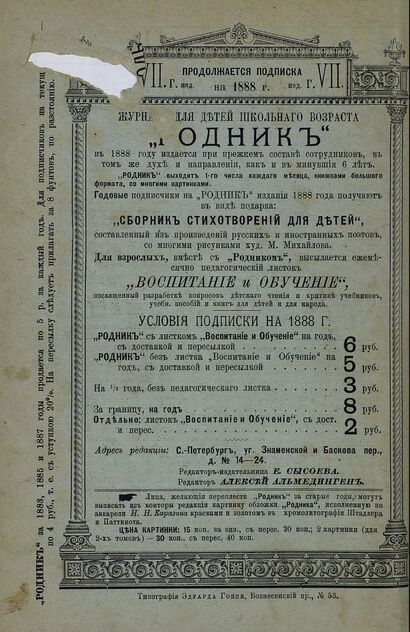 VII г. изд. ПРОДОЛЖАЕТСЯ ПОДПИСКА изд. г. VII.
на 1888 г.
ЖУРНАЛЪ ДЛЯ ДѢТЕЙ ШКОЛЬНАГО ВОЗРАСТА
„РОДНИКЪ“
въ 1888 году издается при прежнемъ составѣ сотрудниковъ, въ
томъ же духѣ и направленіи, какъ и въ минувшія 6 лѣтъ.
„РОДНИКЪ“ выходитъ 1-го числа каждаго мѣсяца, книжками большого
формата, со многими картинками.
Годовые подписчики на „РОДНИКЪ“ изданія 1888 года получаютъ
въ видѣ подарка:
„СБОРНИКЪ СТИХОТВОРЕНІЙ ДЛЯ ДѢТЕЙ“,
составленный изъ произведеній русскихъ и иностранныхъ поэтовъ,
со многими рисунками худ. М. Михайлова.
Для взрослыхъ, вмѣстѣ съ „Родникомъ“, высылается ежемѣ-
сячно педагогическій листокъ
„ВОСПИТАНІЕ и ОБУЧЕНІЕ“,
посвященный разработкѣ вопросовъ дѣтскаго чтенія и критикѣ учебниковъ,
учебн. пособій и книгъ для дѣтей и для народа.
УСЛОВІЯ ПОДПИСКИ НА 1888 Г.
„РОДНИКЪ“ съ листкомъ „Воспитаніе и Обученіе“ на годъ,
съ доставкой и пересылкой 6 руб.
„РОДНИКЪ“ безъ листка „Воспитаніе и Обученіе“ на
годъ, съ доставкой и пересылкой 5 руб.
На ½ года, безъ педагогическаго листка 3 руб.
За границу, на годъ 8 руб.
Отдѣльно: листокъ „Воспитаніе и Обученіе“, съ дост.
и перес. 2 руб.
Адресъ редакціи: С.-Петербургъ, уг. Знаменской и Баскова пер.,
д. № 14—24.
Редакторъ-издательница Е. СЫСОЕВА.
Редакторъ АЛЕКСѢЙ АЛЬМЕДИНГЕНЪ.
Лица, желающія переплести „Родникъ“ за старые годы, могутъ
выписать изъ конторы редакціи картинку обложки „Родника“, исполненную по
акварели Н. Н. Каразина красками и золотомъ въ хромолитографіи Штадлера
и Паттинота.
ЦѢНА КАРТИНКИ: 15 коп. за экз., съ перес. 20 коп.; 2 картинки (для
2-хъ томовъ) — 30 коп., съ перес. 40 коп.
Типографія Эдуарда Гоппе, Вознесенскій пр., № 53.
„РОДНИКЪ“ за 1883, 1885 и 1887 годы продается по 5 р. за каждый годъ. Для подписчиковъ на текущ.
по 4 руб., т. е. съ уступкою 20%. На пересылку слѣдуетъ прилагать за 8 фунтовъ, по разстоянію.